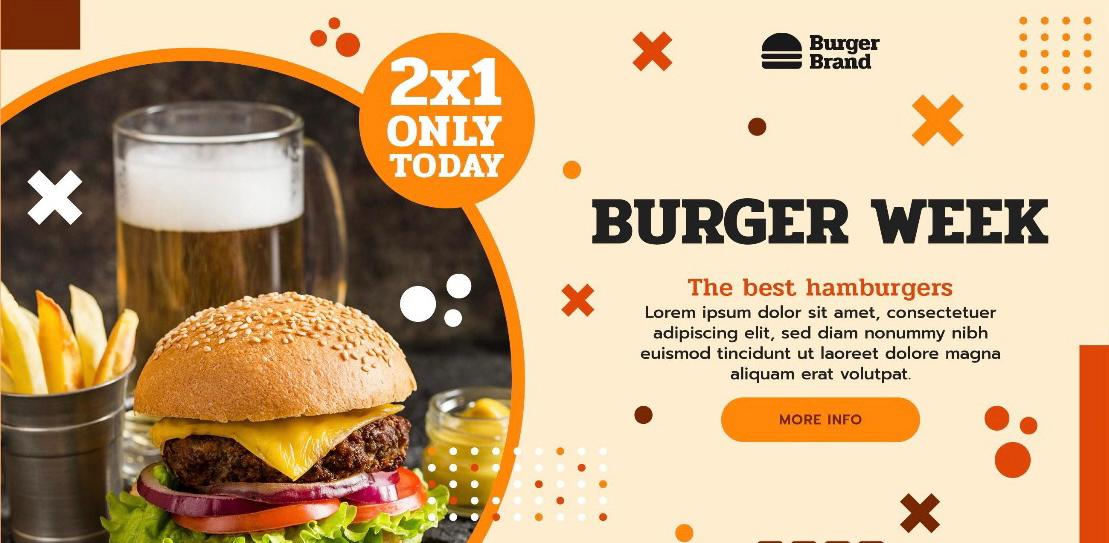 2x1
ONLY
TODAY
Burger
Brand
BURGER WEEK
The best hamburgers
Lorem ipsum dolor sit amet, consectetuer
adipiscing elit, sed diam nonummy nibh
euismod tincidunt ut laoreet dolore magna
aliquam erat volutpat.
MORE INFO